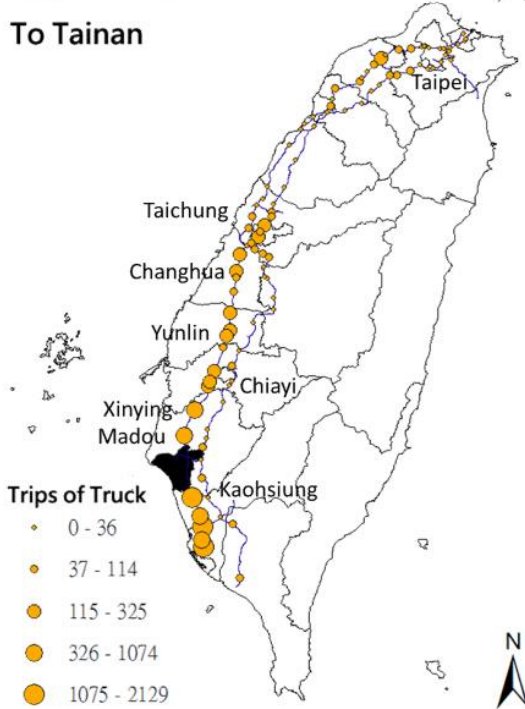 To Tainan
Taipei
Taichung
Changhua
Yunlin
Chiayi
Xinying
Madou
Kaohsiung
Trips of Truck
0 - 36
37 - 114
115 - 325
326 - 1074
1075 - 2129
N